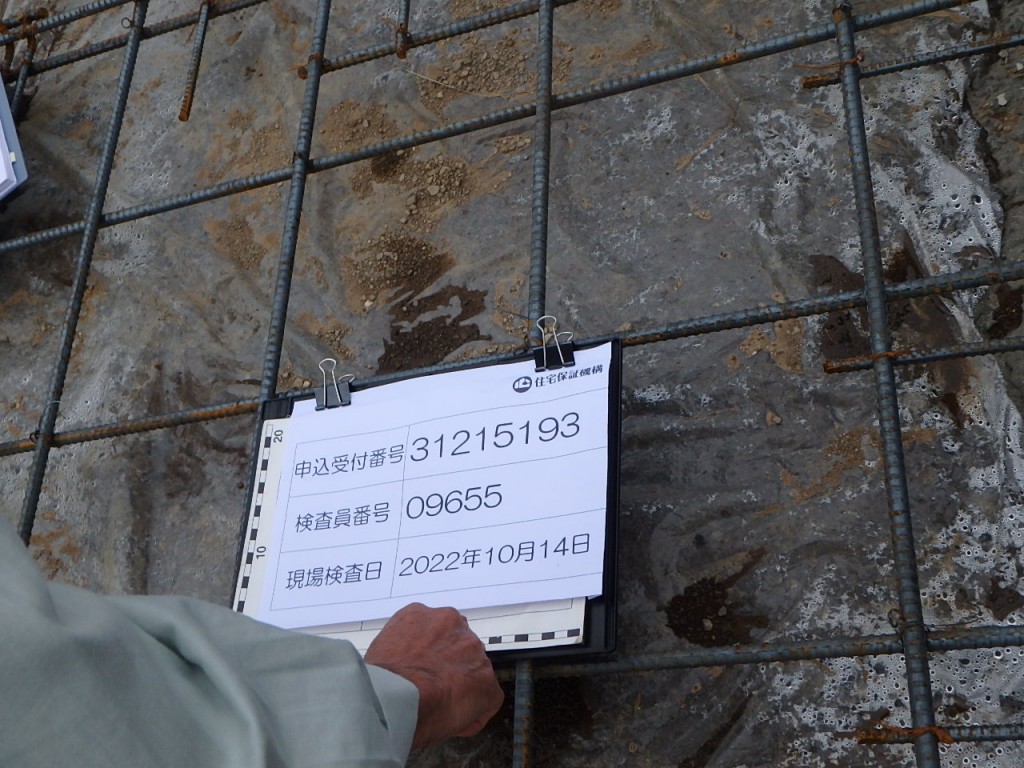 住宅保証機構
申込受付番号 31215193
検査員番号 09655
現場検査日 2022年10月14日
20
10